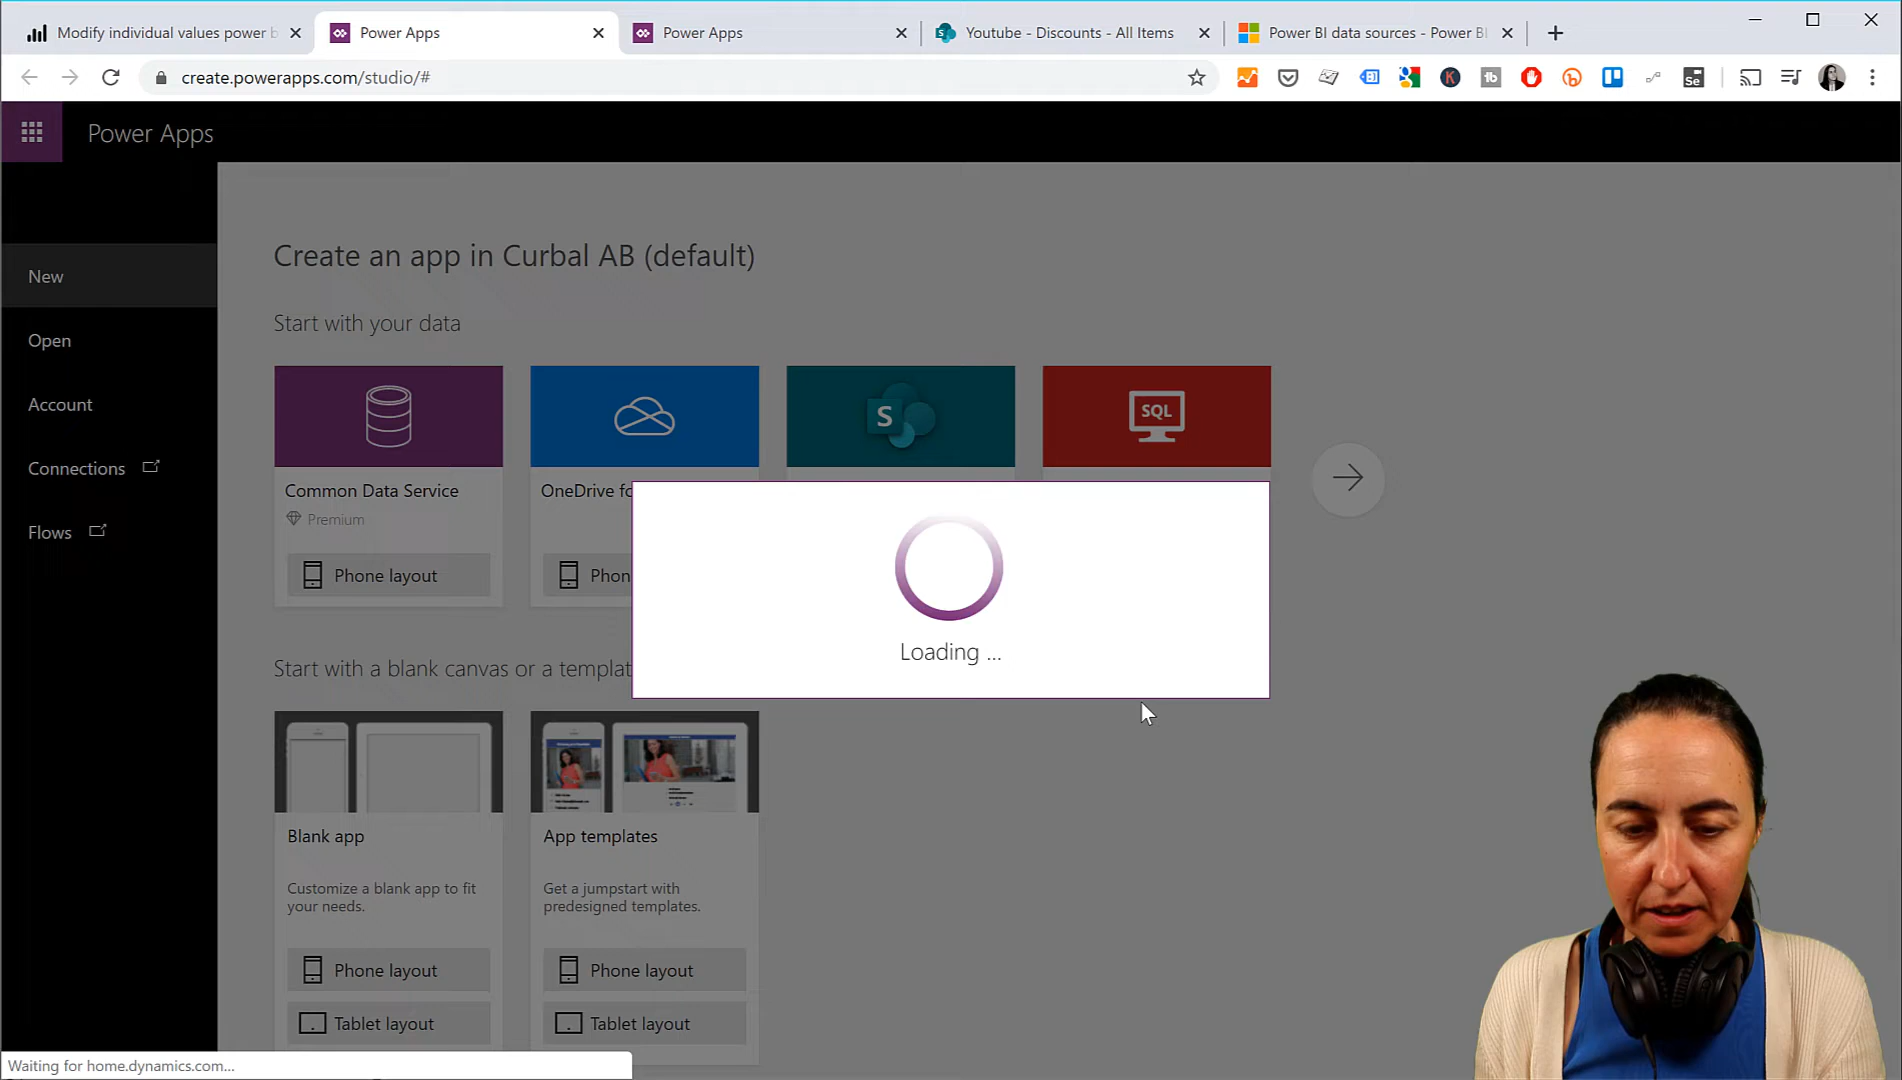 Modify individual values power b
Power Apps
Power Apps
Youtube - Discounts - All Items
Power BI data sources - Power BI
create.powerapps.com/studio/#
Power Apps
New
Open
Account
Connections
Flows
Create an app in Curbal AB (default)
Start with your data
S
SQL
Common Data Service
Premium
Phone layout
OneDrive fo
Phon
Loading ...
Start with a blank canvas or a templat
Blank app
Customize a blank app to fit
your needs.
Phone layout
Tablet layout
App templates
Get a jumpstart with
predesigned templates.
Phone layout
Tablet layout
Waiting for home.dynamics.com...